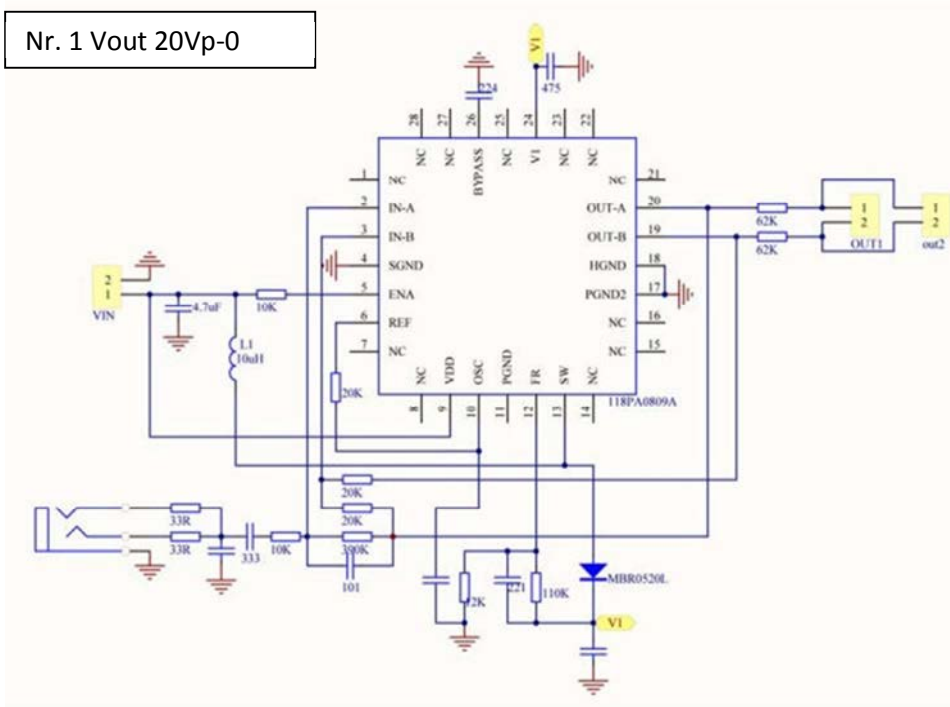 Nr. 1 Vout 20Vp-0
V1
224
475
28
27
26
25
24
23
22
NC
NC
BYPASS
NC
V1
NC
NC
1
NC
NC
21
2
IN-A
OUT-A
20
62K
1
2
OUT1
1
2
out2
3
IN-B
OUT-B
19
62K
4
SGND
HGND
18
2
1
VIN
4.7uF
10K
5
ENA
PGND2
17
6
REF
NC
16
7
NC
NC
15
L1
10uH
20K
NC
VDD
OSC
PGND
FR
SW
NC
118PA0809A
8
9
10
11
12
13
14
20K
20K
33R
33R
333
10K
101
221
110K
MBR0520L
V1